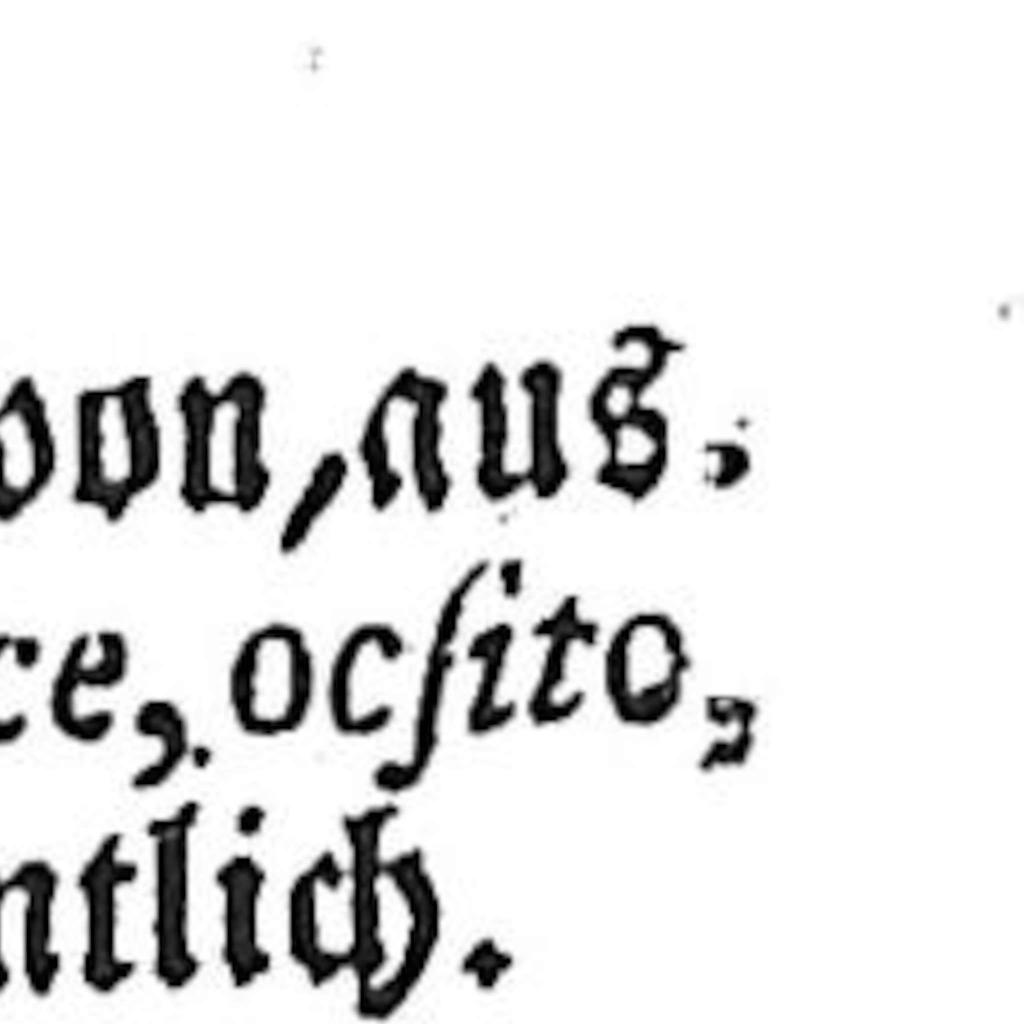 von/aus.
ce, ocſito,
ntlich.